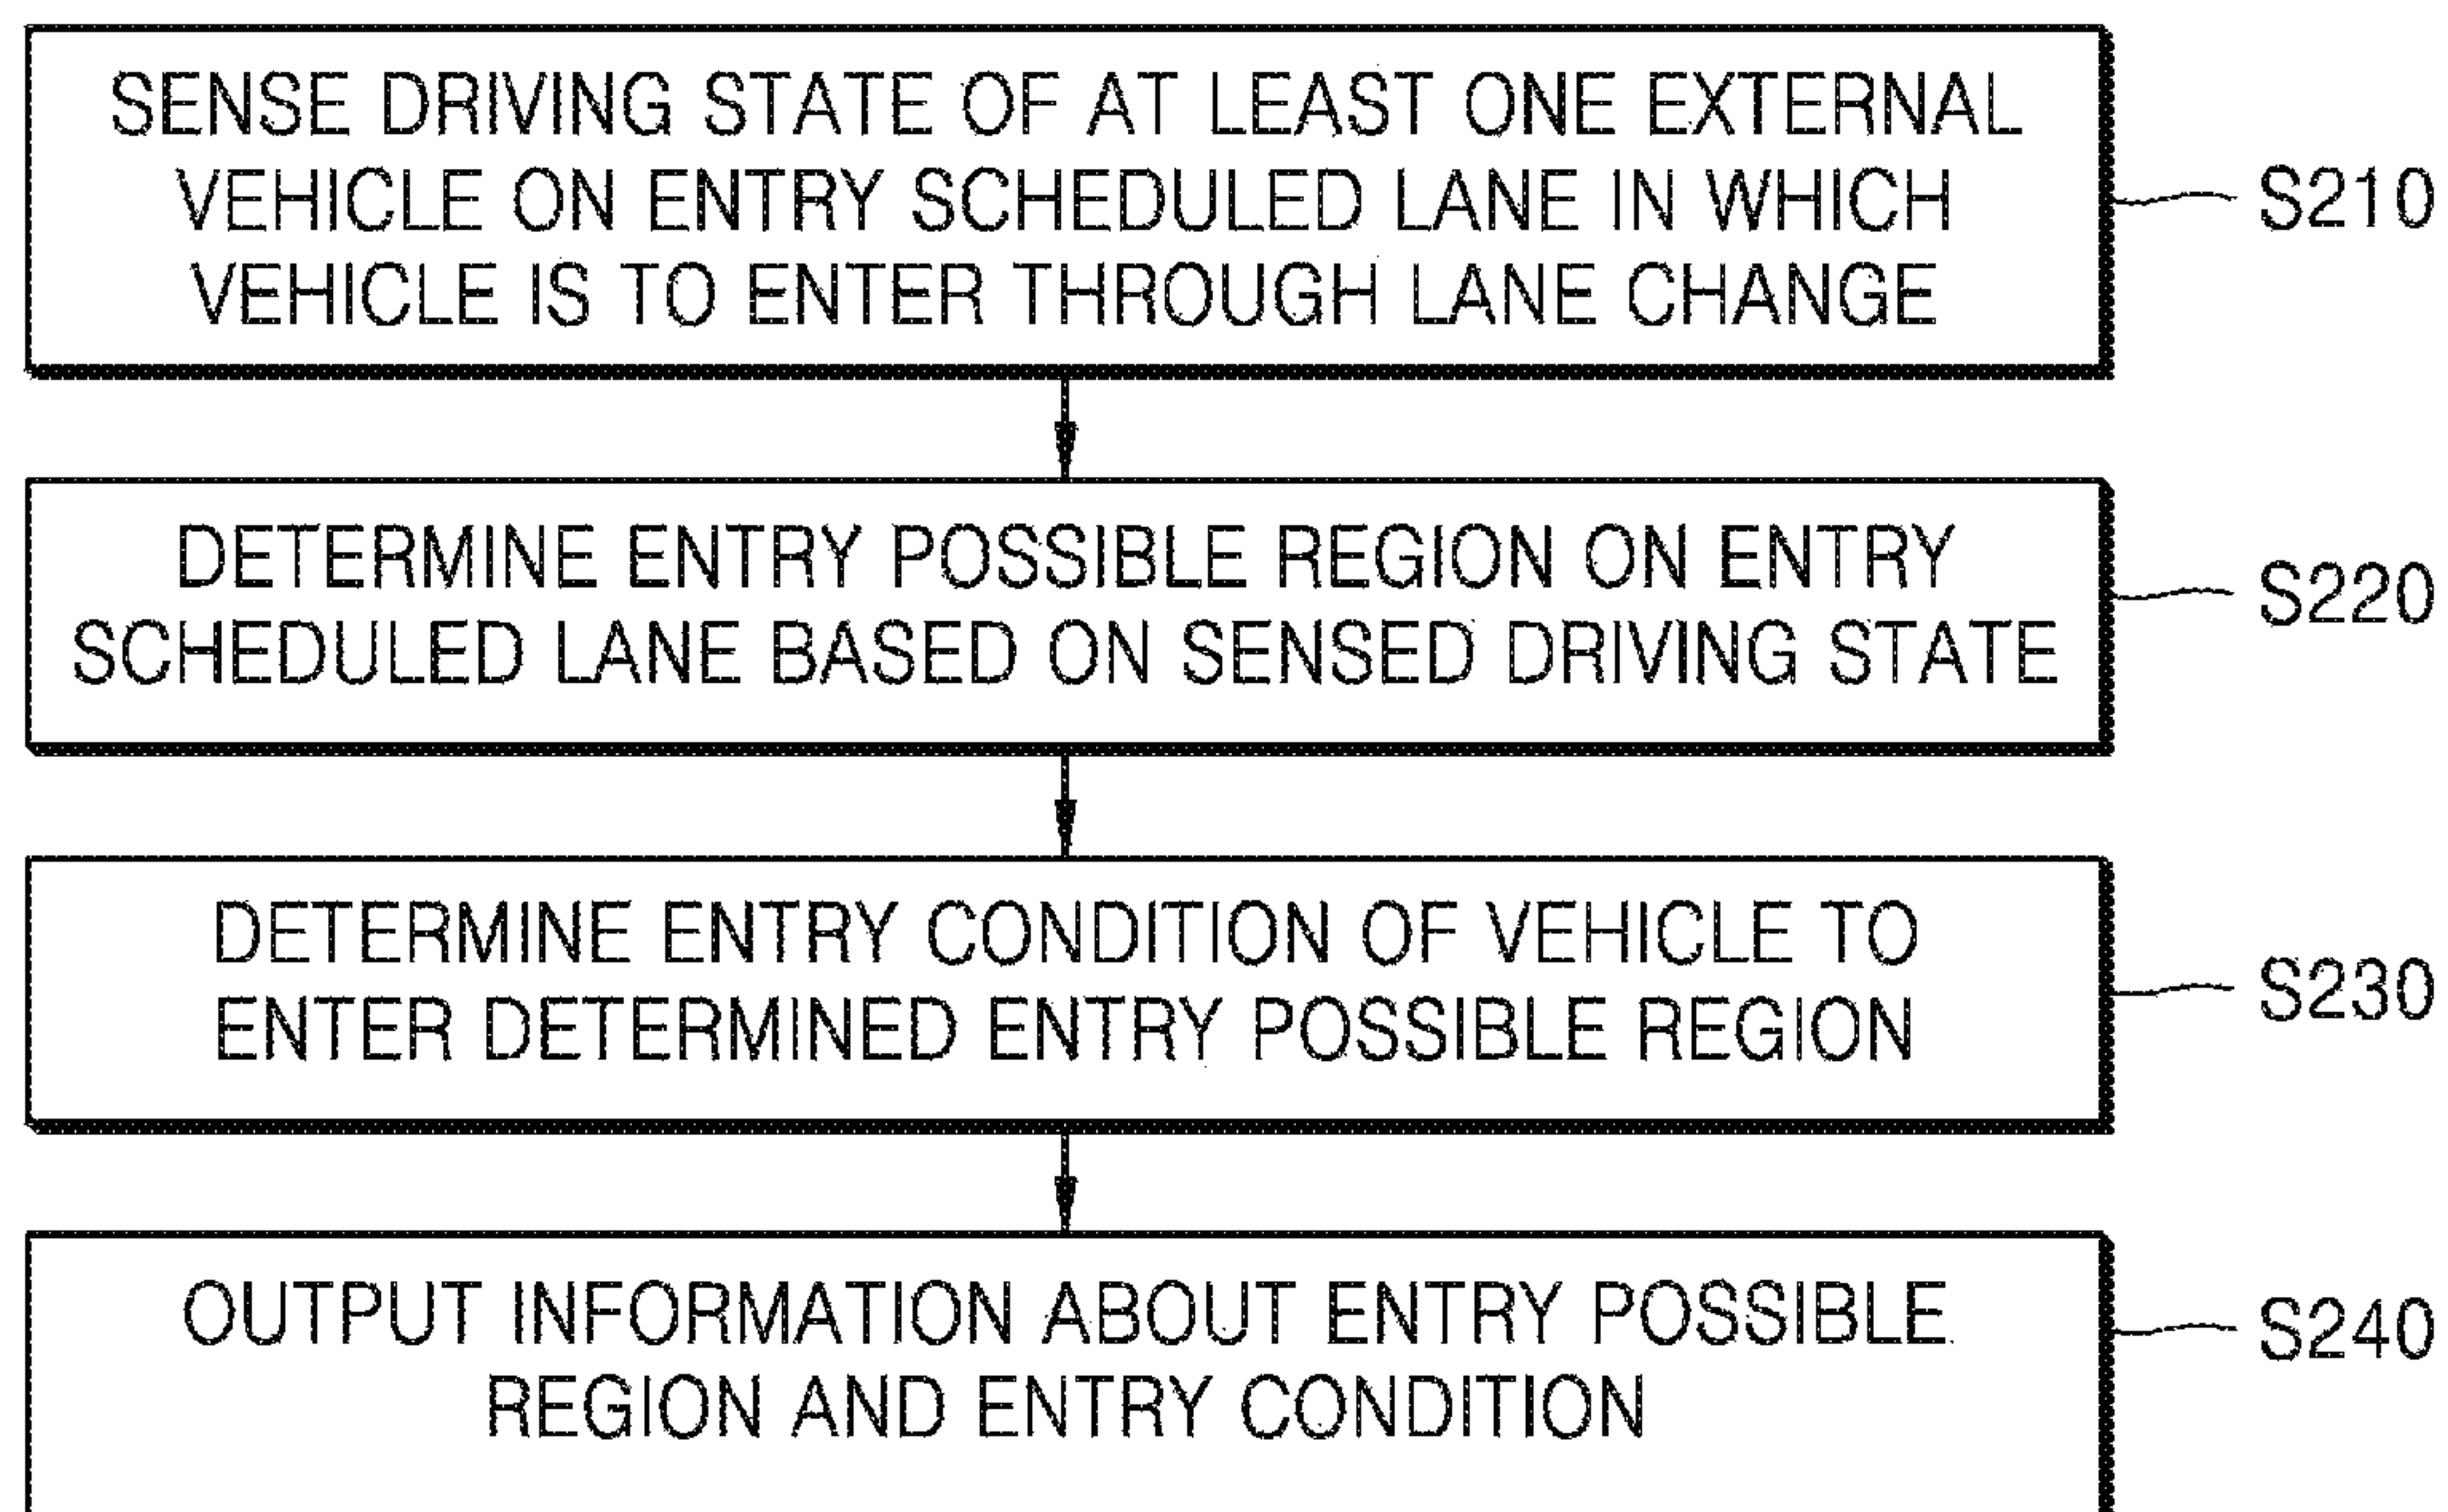 SENSE DRIVING STATE OF AT LEAST ONE EXTERNAL
VEHICLE ON ENTRY SCHEDULED LANE IN WHICH
VEHICLE IS TO ENTER THROUGH LANE CHANGE
S210
DETERMINE ENTRY POSSIBLE REGION ON ENTRY
SCHEDULED LANE BASED ON SENSED DRIVING STATE
S220
DETERMINE ENTRY CONDITION OF VEHICLE TO
ENTER DETERMINED ENTRY POSSIBLE REGION
S230
OUTPUT INFORMATION ABOUT ENTRY POSSIBLE
REGION AND ENTRY CONDITION
S240